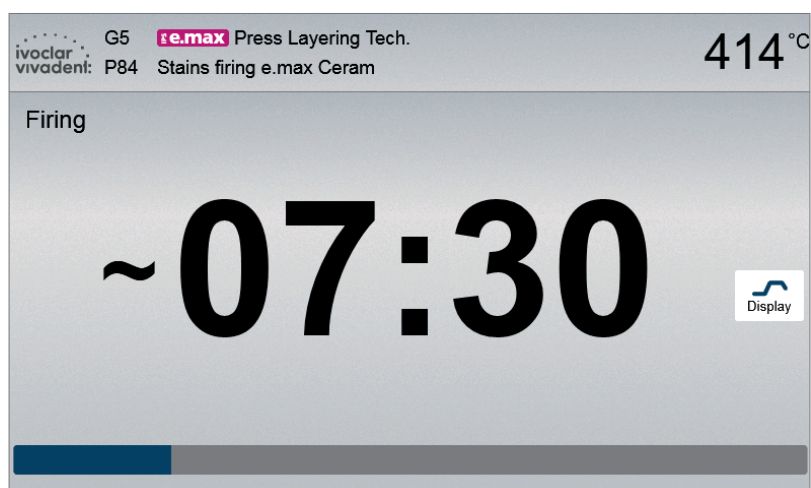 ivoclar
vivadent:
G5 e.max Press Layering Tech.
P84 Stains firing e.max Ceram
414°C
Firing
~07:30
Display